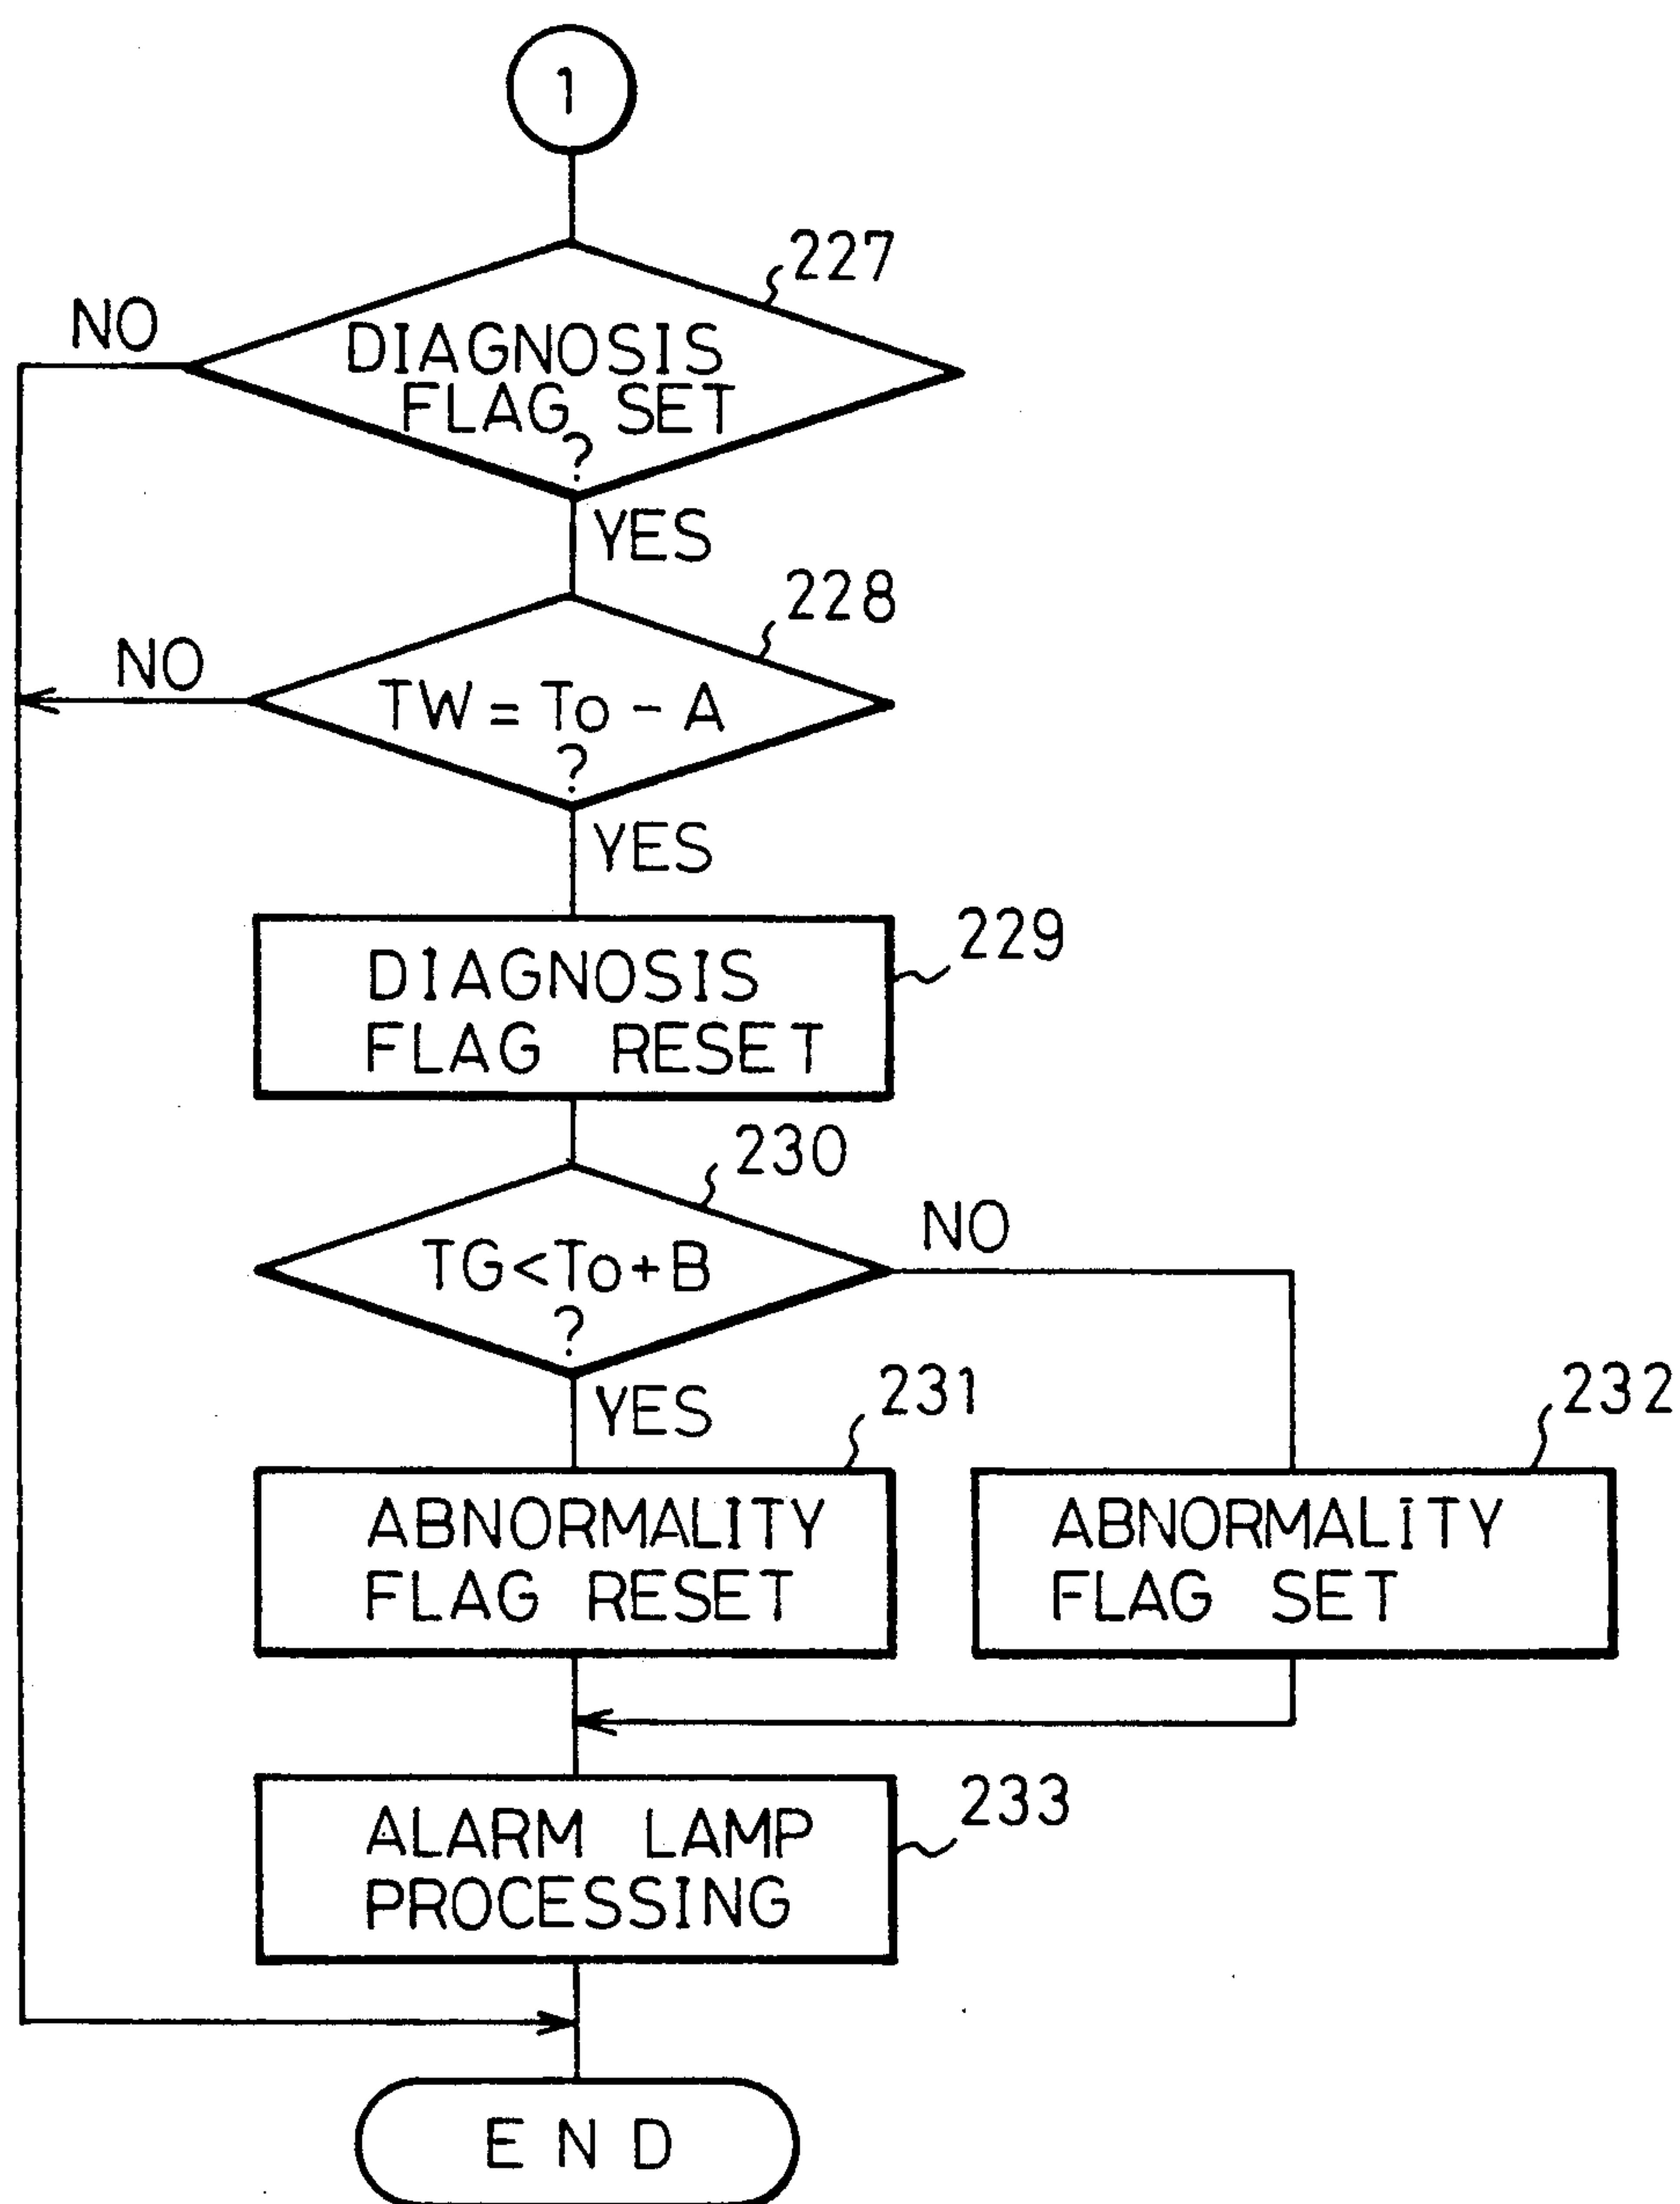 1
227
NO
DIAGNOSIS
FLAG SET
?
YES
228
NO
TW = To - A
?
YES
229
DIAGNOSIS
FLAG RESET
230
NO
TG<To+B
?
YES
231
232
ABNORMALITY
FLAG RESET
ABNORMALITY
FLAG SET
233
ALARM LAMP
PROCESSING
END